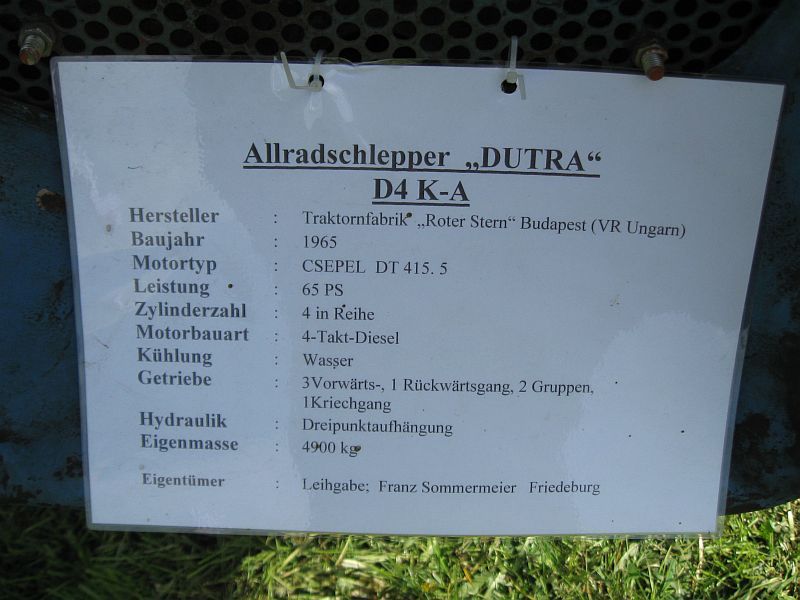 Allradschlepper „DUTRA“
D4 K-A
Hersteller : Traktornfabrik „Roter Stern“ Budapest (VR Ungarn)
Baujahr : 1965
Motortyp : CSEPEL DT 415. 5
Leistung : 65 PS
Zylinderzahl : 4 in Reihe
Motorbauart : 4-Takt-Diesel
Kühlung : Wasser
Getriebe : 3Vorwärts-, 1 Rückwärtsgang, 2 Gruppen,
1Kriechgang
Hydraulik : Dreipunktaufhängung
Eigenmasse : 4900 kg
Eigentümer : Leihgabe; Franz Sommermeier Friedeburg